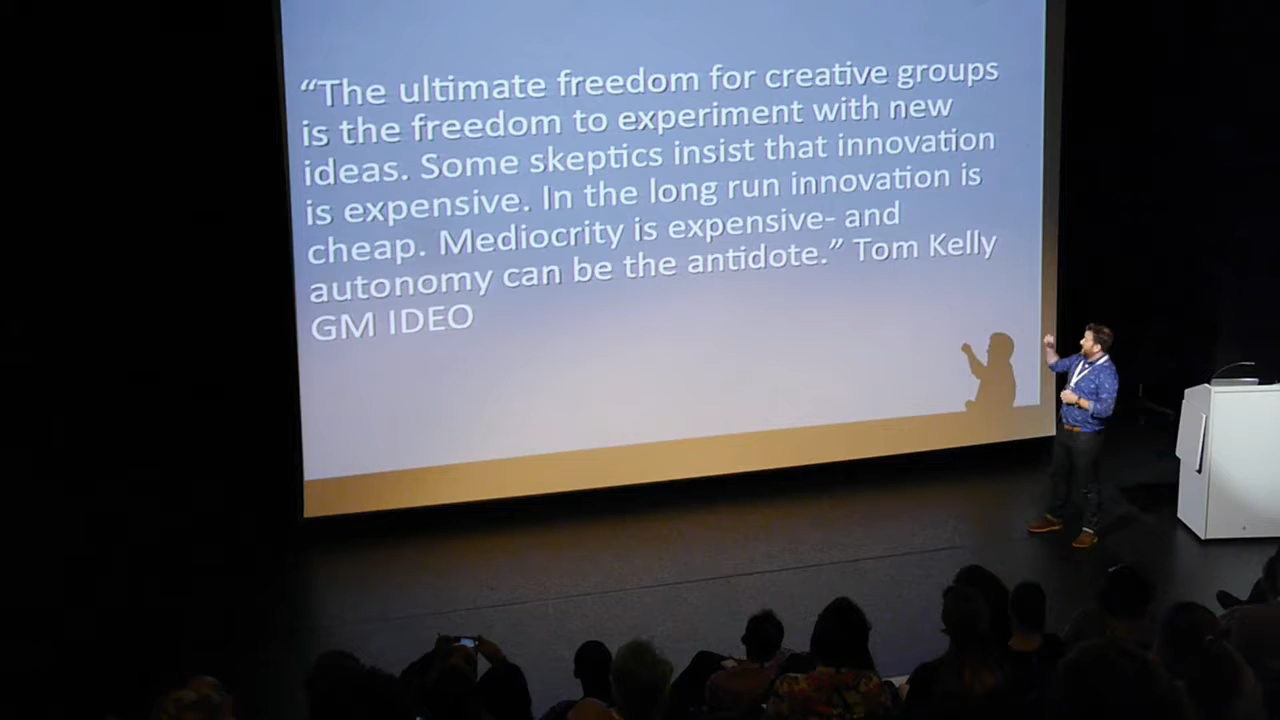 “The ultimate freedom for creative groups
is the freedom to experiment with new
ideas. Some skeptics insist that innovation
is expensive. In the long run innovation is
cheap. Mediocrity is expensive- and
autonomy can be the antidote.” Tom Kelly
GM IDEO